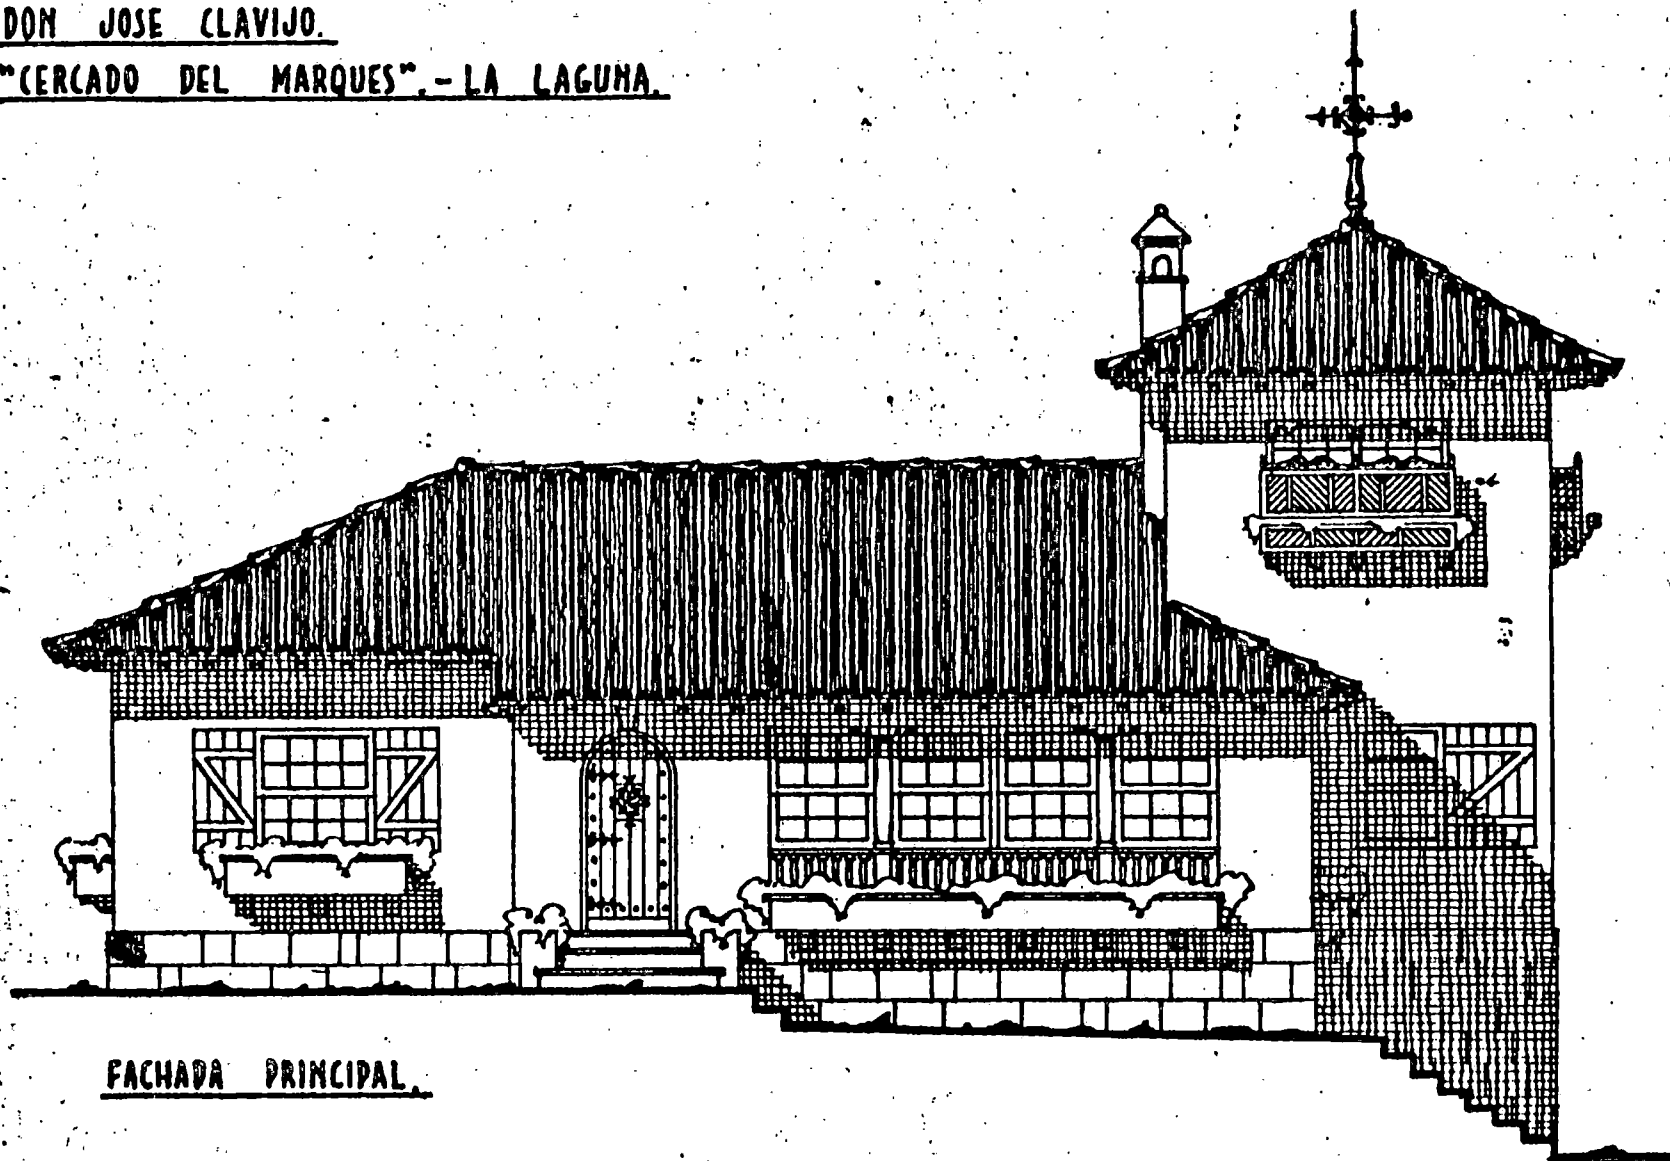 DON JOSE CLAVIJO.
"CERCADO DEL MARQUES".-LA LAGUNA.
FACHADA PRINCIPAL.